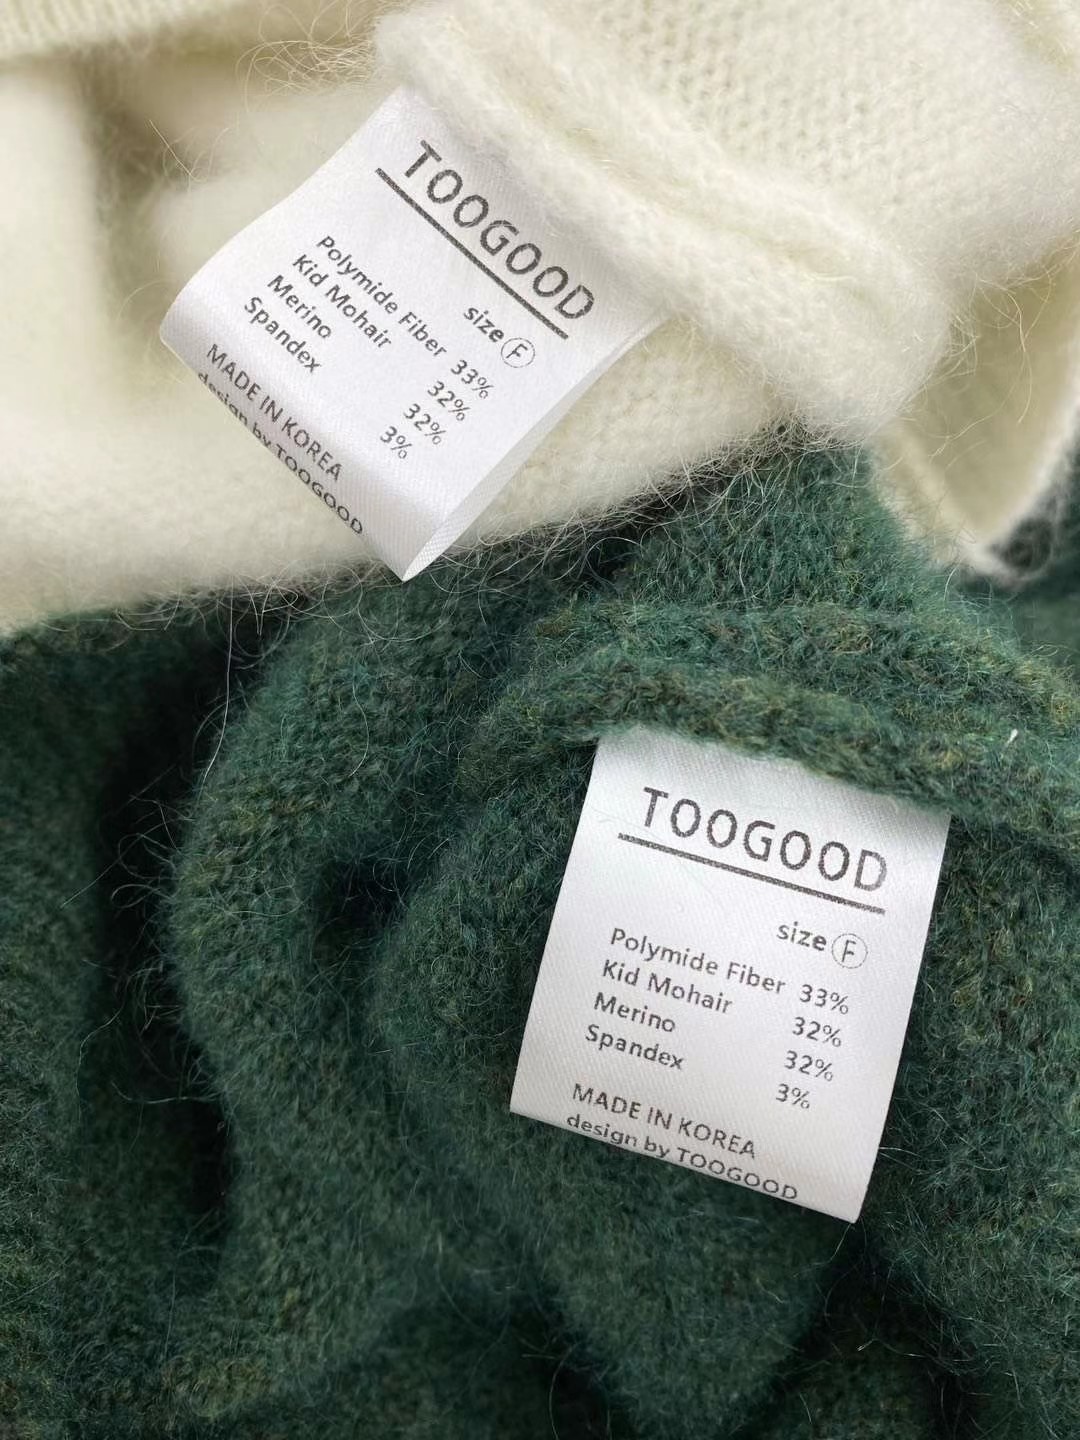 TOOGOOD
size F
Polymide Fiber 33%
Kid Mohair 32%
Merino 32%
Spandex 3%
MADE IN KOREA
design by TOOGOOD
TOOGOOD
size F
Polymide Fiber 33%
Kid Mohair 32%
Merino 32%
Spandex 3%
MADE IN KOREA
design by TOOGOOD